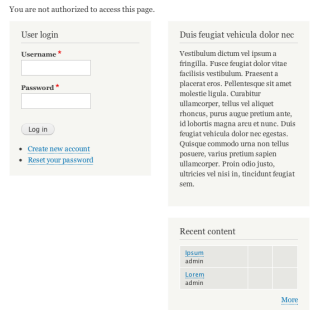 You are not authorized to access this page.
User login
Username *
Password *
Log in
Create new account
Reset your password
Duis feugiat vehicula dolor nec
Vestibulum dictum vel ipsum a
fringilla. Fusce feugiat dolor vitae
facilisis vestibulum. Praesent a
placerat eros. Pellentesque sit amet
molestie ligula. Curabitur
ullamcorper, tellus vel aliquet
rhoncus, purus augue pretium ante,
id lobortis magna arcu et nunc. Duis
feugiat vehicula dolor nec egestas.
Quisque commodo urna non tellus
posuere, varius pretium sapien
ullamcorper. Proin odio justo,
ultricies vel nisi in, tincidunt feugiat
sem.
Recent content
Ipsum
admin
Lorem
admin
More